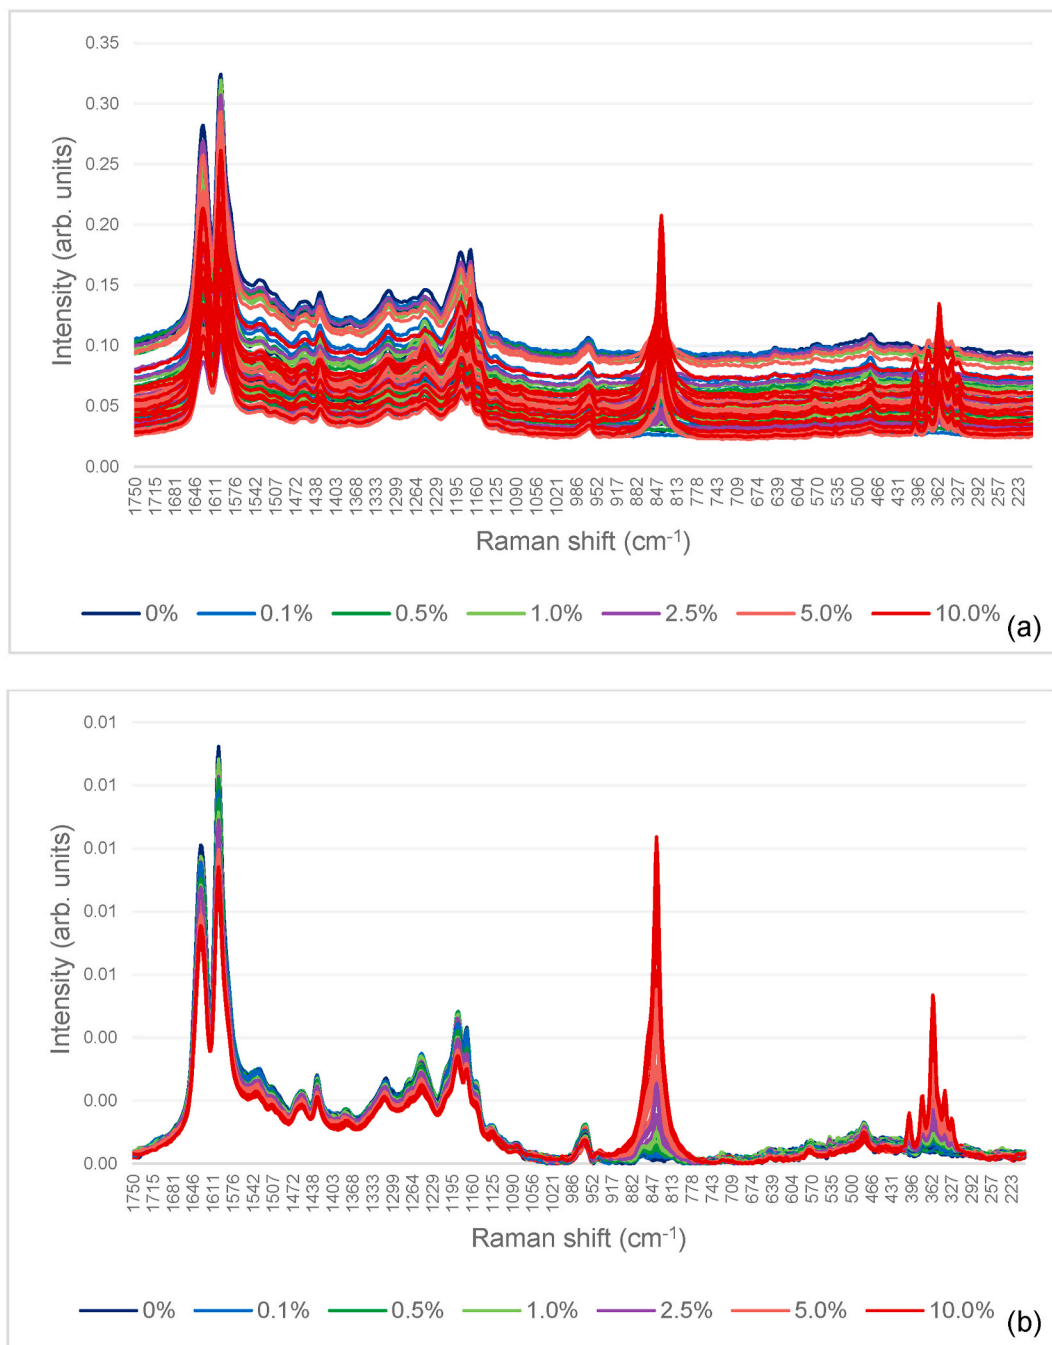 0.35
0.30
0.25
0.20
0.15
0.10
0.05
0.00
Intensity (arb. units)
1750 1715 1681 1646 1611 1576 1542 1507 1472 1438 1403 1368 1333 1299 1264 1229 1195 1160 1125 1090 1056 1021 986 952 917 882 847 813 778 743 709 674 639 604 570 535 500 466 431 396 362 327 292 257 223
Raman shift (cm⁻¹)
0% 0.1% 0.5% 1.0% 2.5% 5.0% 10.0%
(a)
0.01
0.01
0.01
0.01
0.01
0.00
0.00
0.00
Intensity (arb. units)
1750 1715 1681 1646 1611 1576 1542 1507 1472 1438 1403 1368 1333 1299 1264 1229 1195 1160 1125 1090 1056 1021 986 952 917 882 847 813 778 743 709 674 639 604 570 535 500 466 431 396 362 327 292 257 223
Raman shift (cm⁻¹)
0% 0.1% 0.5% 1.0% 2.5% 5.0% 10.0%
(b)